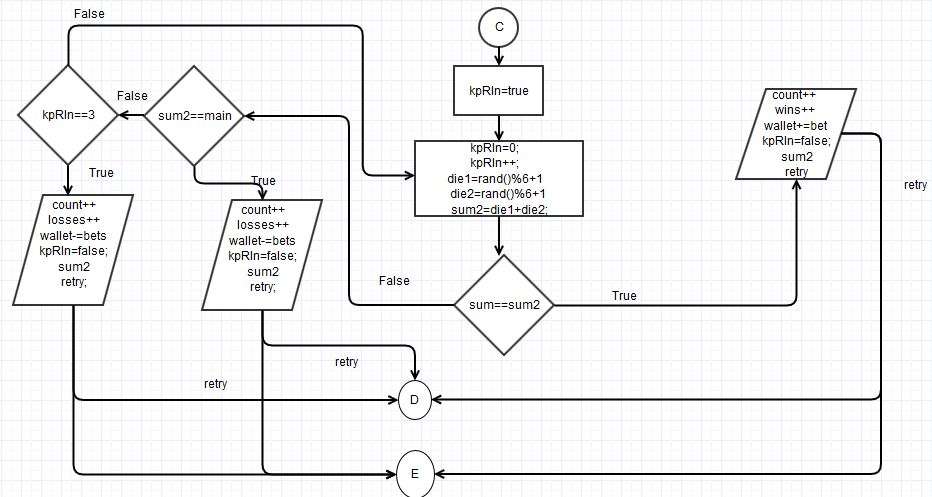 False
C
kpRIn==3
False
sum2==main
kpRIn=true
count++
wins++
wallet+=bet
kpRIn=false;
sum2
retry
kpRIn=0;
kpRIn++;
die1=rand()%6+1
die2=rand()%6+1
sum2=die1+die2;
True
True
retry
count++
losses++
wallet-=bets
kpRIn=false;
sum2
retry;
count++
losses++
wallet-=bets
kpRIn=false;
sum2
retry;
False
sum==sum2
True
retry
retry
D
E